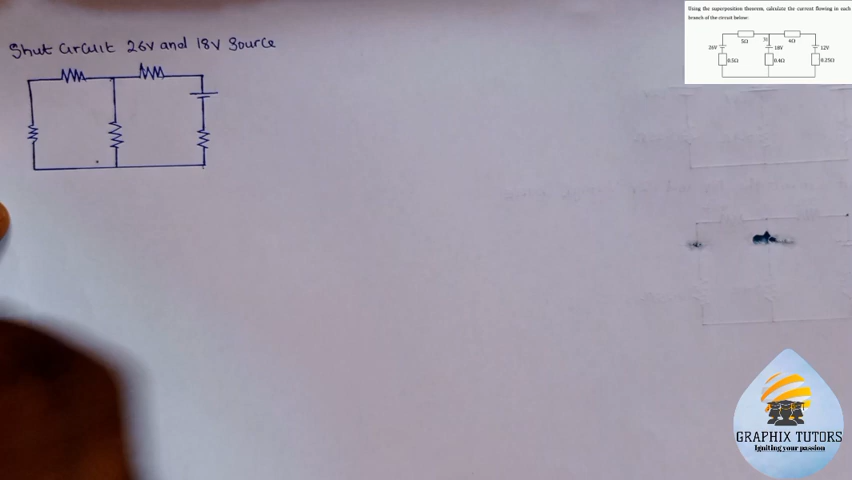 Shut Circuit 26V and 18V Source
Using the superposition theorem, calculate the current flowing in each
branch of the circuit below:
5Ω 4Ω
26V 18V 12V
0.5Ω 0.4Ω 0.25Ω
GRAPHIX TUTORS
Igniting your passion